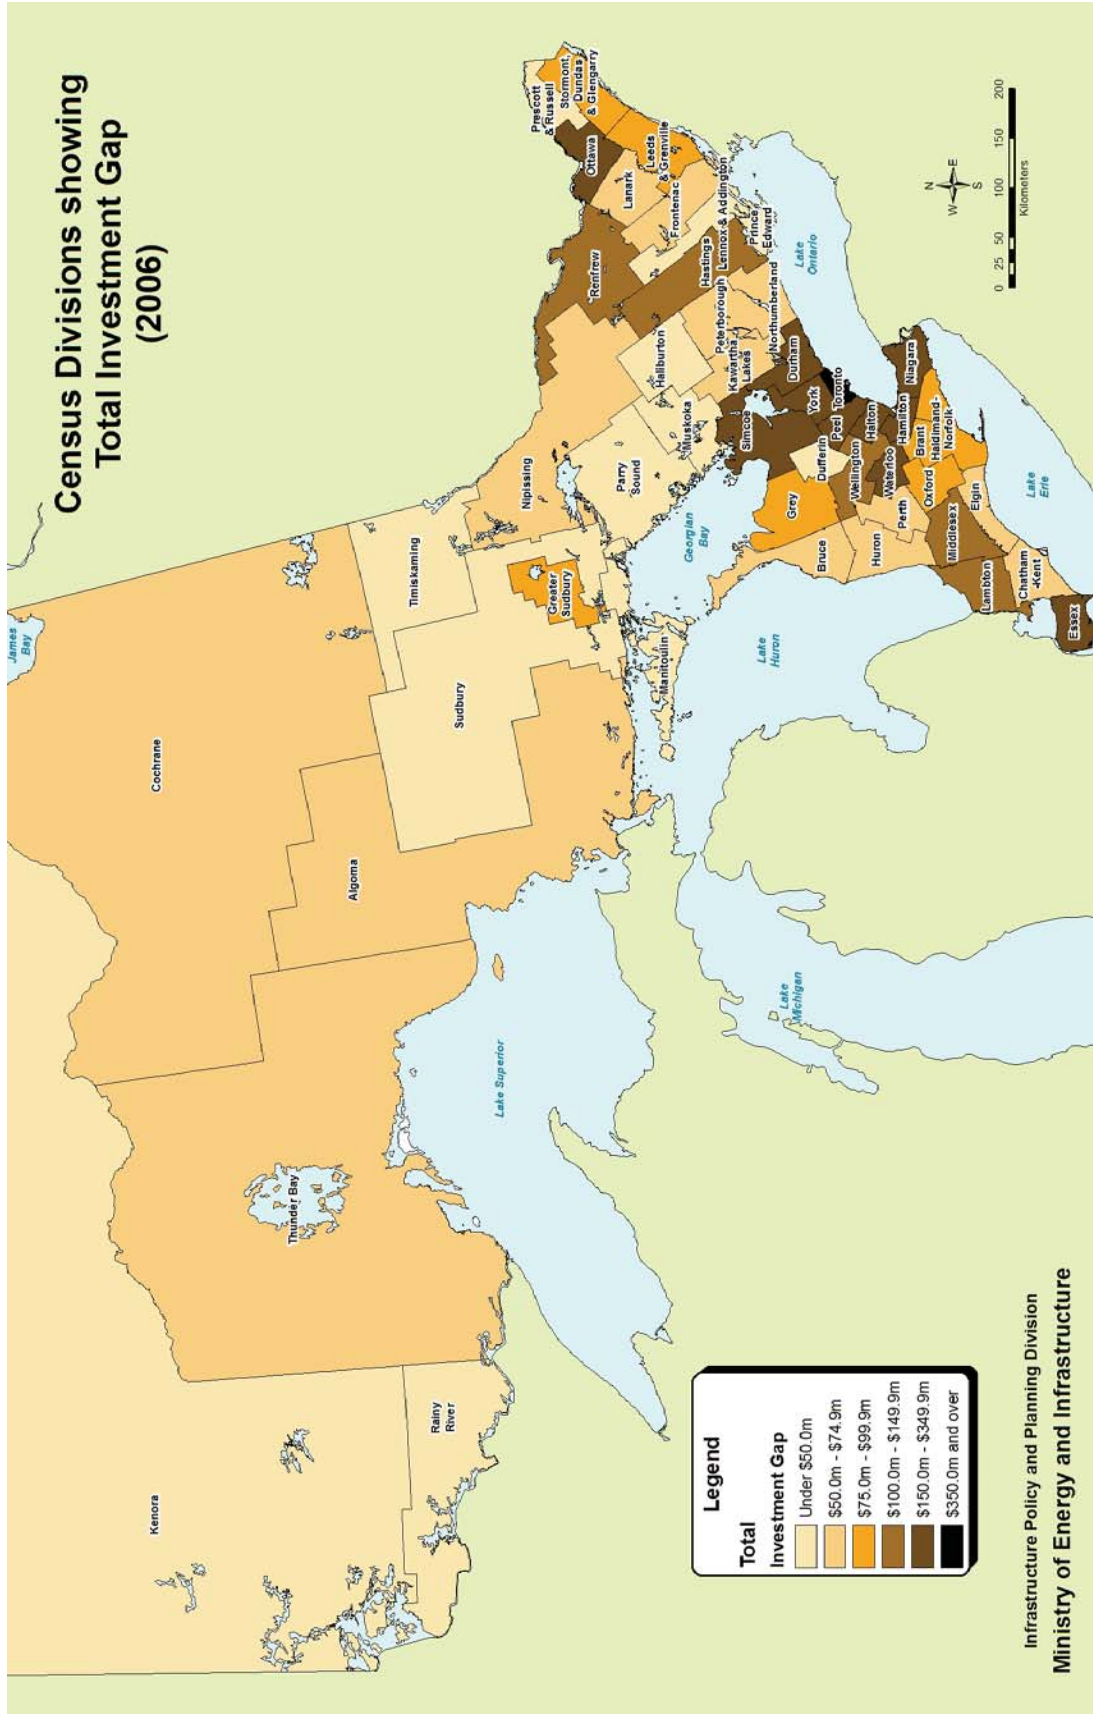 Census Divisions showing
Total Investment Gap
(2006)
James
Bay
Cochrane
Kenora
Thunder Bay
Algoma
Timiskaming
Rainy
River
Sudbury
Greater
Sudbury
Nipissing
Manitoulin
Parry
Sound
Muskoka
Haliburton
Renfrew
Ottawa
Prescott
& Russell
Stormont,
Dundas
& Glengarry
Lanark
Leeds
& Grenville
Frontenac
Lennox & Addington
Hastings
Prince
Edward
Peterborough
Northumberland
Kawartha
Lakes
Simcoe
Durham
York
Toronto
Peel
Dufferin
Halton
Wellington
Hamilton
Waterloo
Niagara
Grey
Bruce
Huron
Perth
Brant
Haldimand-
Norfolk
Oxford
Elgin
Middlesex
Lambton
Chatham
Kent
Essex
Lake Superior
Lake
Michigan
Lake
Huron
Georgian
Bay
Lake
Ontario
Lake
Erie
N
W
E
S
0 25 50 100 150 200
Kilometers
Legend
Total
Investment Gap
Under $50.0m
$50.0m - $74.9m
$75.0m - $99.9m
$100.0m - $149.9m
$150.0m - $349.9m
$350.0m and over
Infrastructure Policy and Planning Division
Ministry of Energy and Infrastructure